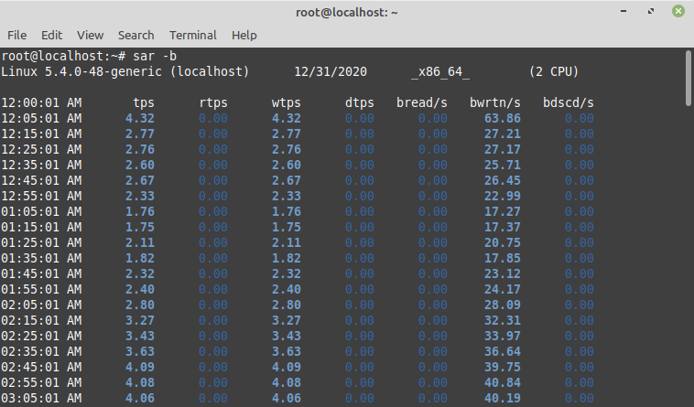 root@localhost: ~
File Edit View Search Terminal Help
root@localhost:~# sar -b
Linux 5.4.0-48-generic (localhost) 12/31/2020 _x86_64_ (2 CPU)
12:00:01 AM tps rtps wtps dtps bread/s bwrtn/s bdscd/s
12:05:01 AM 4.32 0.00 4.32 0.00 0.00 63.86 0.00
12:15:01 AM 2.77 0.00 2.77 0.00 0.00 27.21 0.00
12:25:01 AM 2.76 0.00 2.76 0.00 0.00 27.17 0.00
12:35:01 AM 2.60 0.00 2.60 0.00 0.00 25.71 0.00
12:45:01 AM 2.67 0.00 2.67 0.00 0.00 26.45 0.00
12:55:01 AM 2.33 0.00 2.33 0.00 0.00 22.99 0.00
01:05:01 AM 1.76 0.00 1.76 0.00 0.00 17.27 0.00
01:15:01 AM 1.75 0.00 1.75 0.00 0.00 17.37 0.00
01:25:01 AM 2.11 0.00 2.11 0.00 0.00 20.75 0.00
01:35:01 AM 1.82 0.00 1.82 0.00 0.00 17.85 0.00
01:45:01 AM 2.32 0.00 2.32 0.00 0.00 23.12 0.00
01:55:01 AM 2.40 0.00 2.40 0.00 0.00 24.17 0.00
02:05:01 AM 2.80 0.00 2.80 0.00 0.00 28.09 0.00
02:15:01 AM 3.27 0.00 3.27 0.00 0.00 32.31 0.00
02:25:01 AM 3.43 0.00 3.43 0.00 0.00 33.97 0.00
02:35:01 AM 3.63 0.00 3.63 0.00 0.00 36.64 0.00
02:45:01 AM 4.09 0.00 4.09 0.00 0.00 39.75 0.00
02:55:01 AM 4.08 0.00 4.08 0.00 0.00 40.84 0.00
03:05:01 AM 4.06 0.00 4.06 0.00 0.00 40.19 0.00